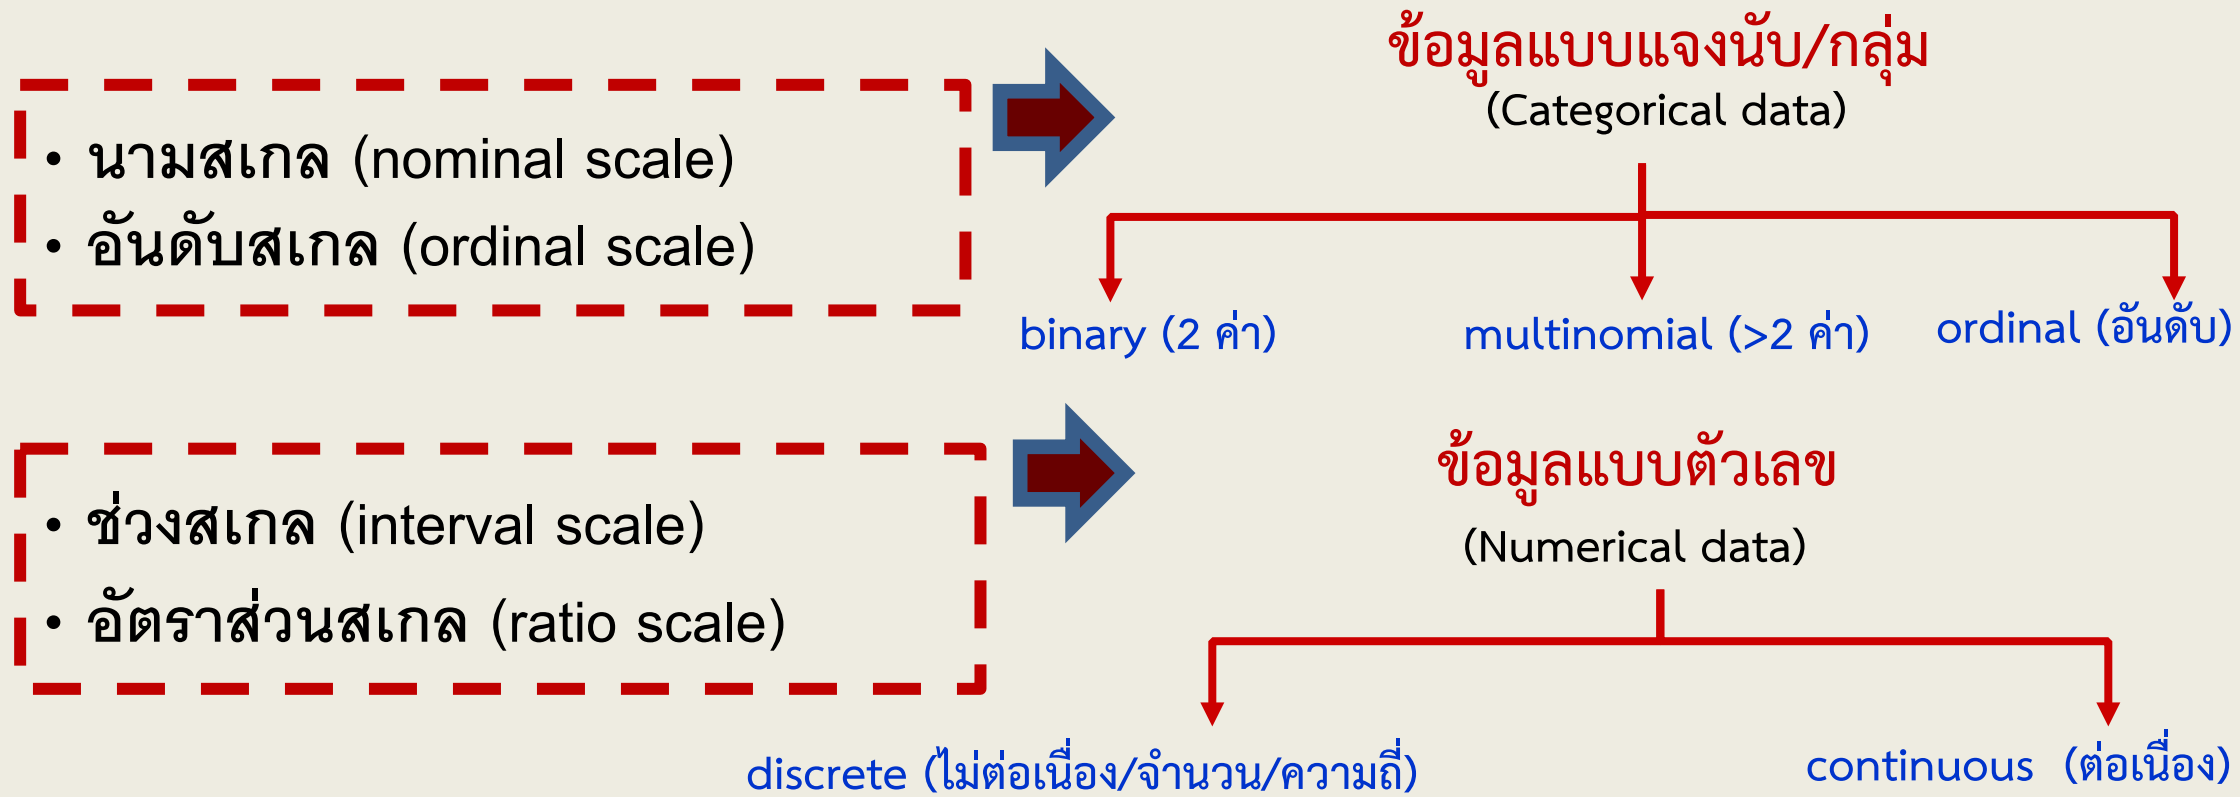 • นามสเกล (nominal scale)
• อันดับสเกล (ordinal scale)
ข้อมูลแบบแจงนับ/กลุ่ม
(Categorical data)
binary (2 ค่า)
multinomial (>2 ค่า)
ordinal (อันดับ)
• ช่วงสเกล (interval scale)
• อัตราส่วนสเกล (ratio scale)
ข้อมูลแบบตัวเลข
(Numerical data)
discrete (ไม่ต่อเนื่อง/จำนวน/ความถี่)
continuous (ต่อเนื่อง)